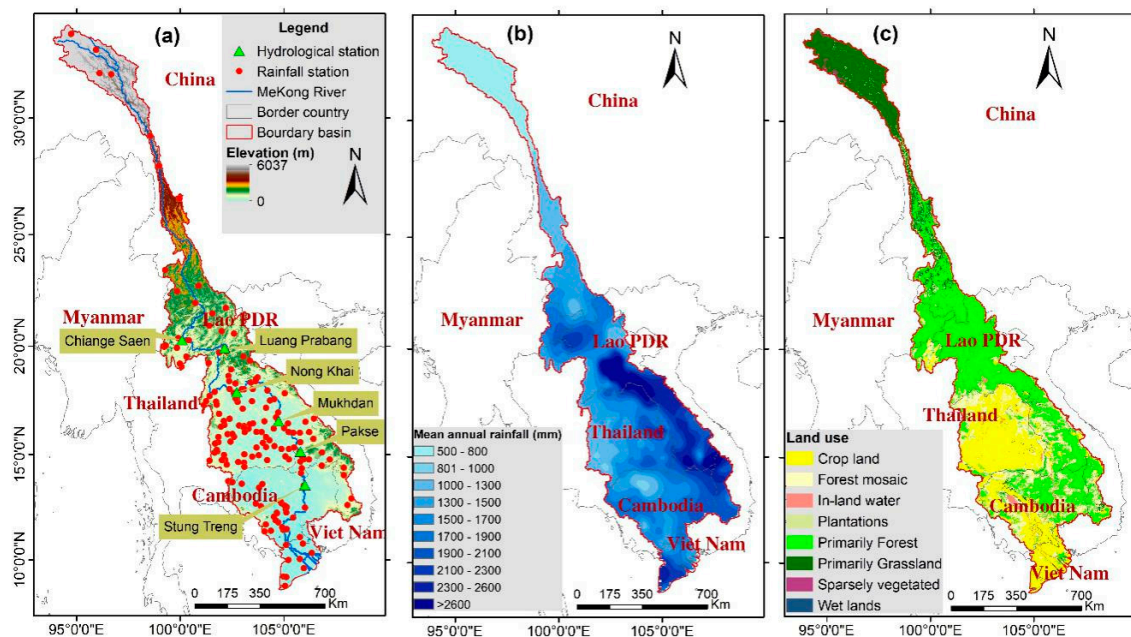 (a)
Legend
Hydrological station
Rainfall station
MeKong River
Border country
Bourdary basin
Elevation (m)
6037
0
N
China
Myanmar
Lao PDR
Chiange Saen
Luang Prabang
Nong Khai
Thailand
Mukhdan
Pakse
Cambodia
Stung Treng
Viet Nam
0 175 350 700
Km
30°0'0"N
25°0'0"N
20°0'0"N
15°0'0"N
10°0'0"N
95°0'0"E 100°0'0"E 105°0'0"E
(b)
N
China
Myanmar
Lao PDR
Thailand
Cambodia
Viet Nam
Mean annual rainfall (mm)
500 - 800
801 - 1000
1000 - 1300
1300 - 1500
1500 - 1700
1700 - 1900
1900 - 2100
2100 - 2300
2300 - 2600
>2600
0 175 350 700
Km
95°0'0"E 100°0'0"E 105°0'0"E
(c)
N
China
Myanmar
Lao PDR
Thailand
Cambodia
Viet Nam
Land use
Crop land
Forest mosaic
In-land water
Plantations
Primarily Forest
Primarily Grassland
Sparsely vegetated
Wet lands
0 175 350 700
Km
95°0'0"E 100°0'0"E 105°0'0"E